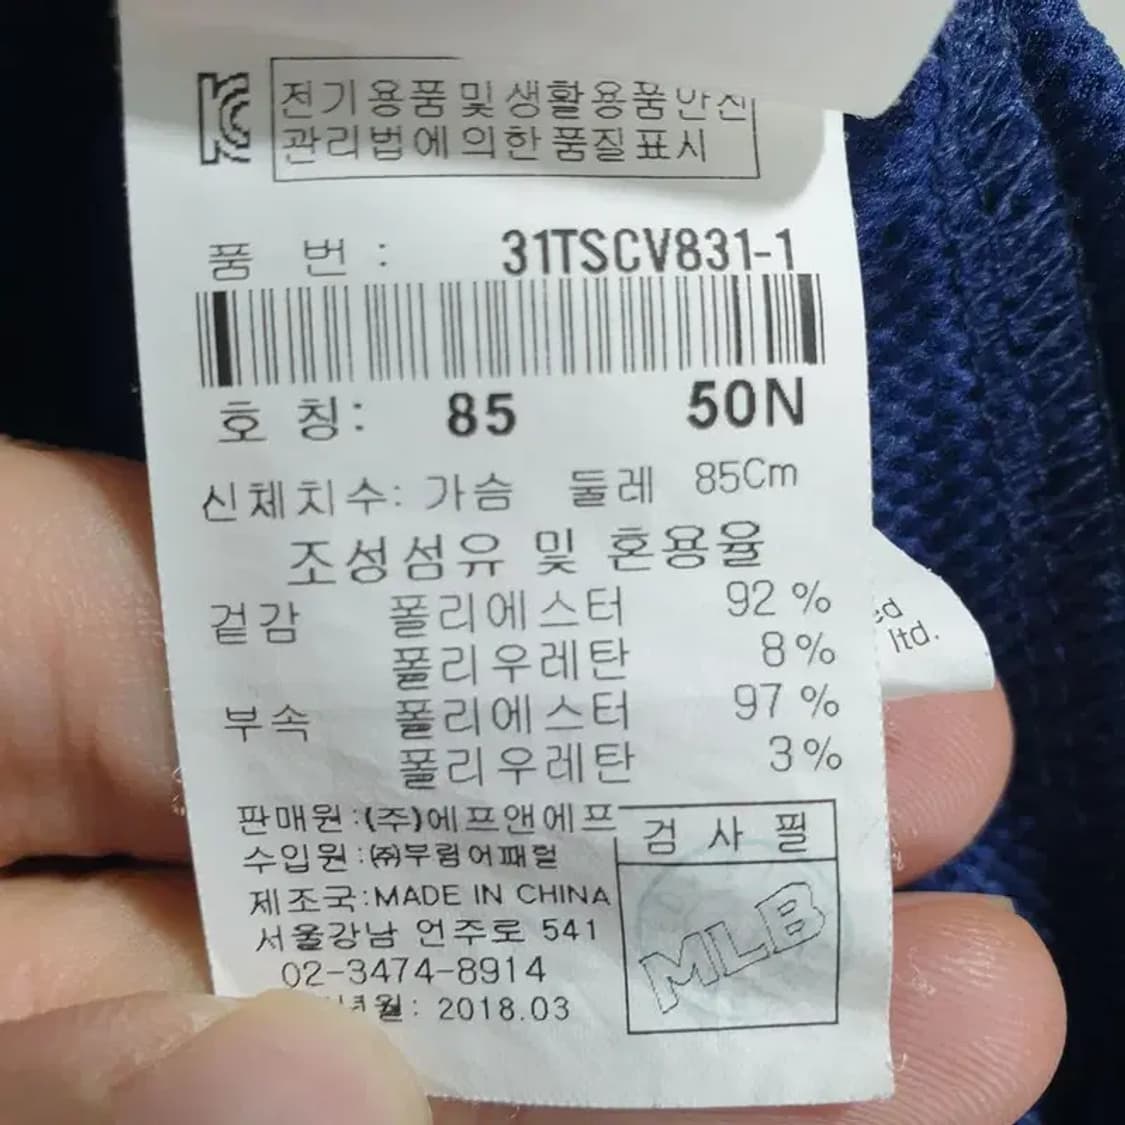 전기용품 및 생활용품안전
관리법에 의한 품질표시
품 번 : 31TSCV831-1
호 칭: 85 50N
신체치수: 가슴 둘레 85Cm
조성섬유 및 혼용율
겉감 폴리에스터 92 %
폴리우레탄 8%
부속 폴리에스터 97 %
폴리우레탄 3%
판매원:(주)에프앤에프
수입원:㈜부림어패럴
제조국:MADE IN CHINA
서울강남 언주로 541
02-3474-8914
년월: 2018.03
검 사 필
MLB
ltd.